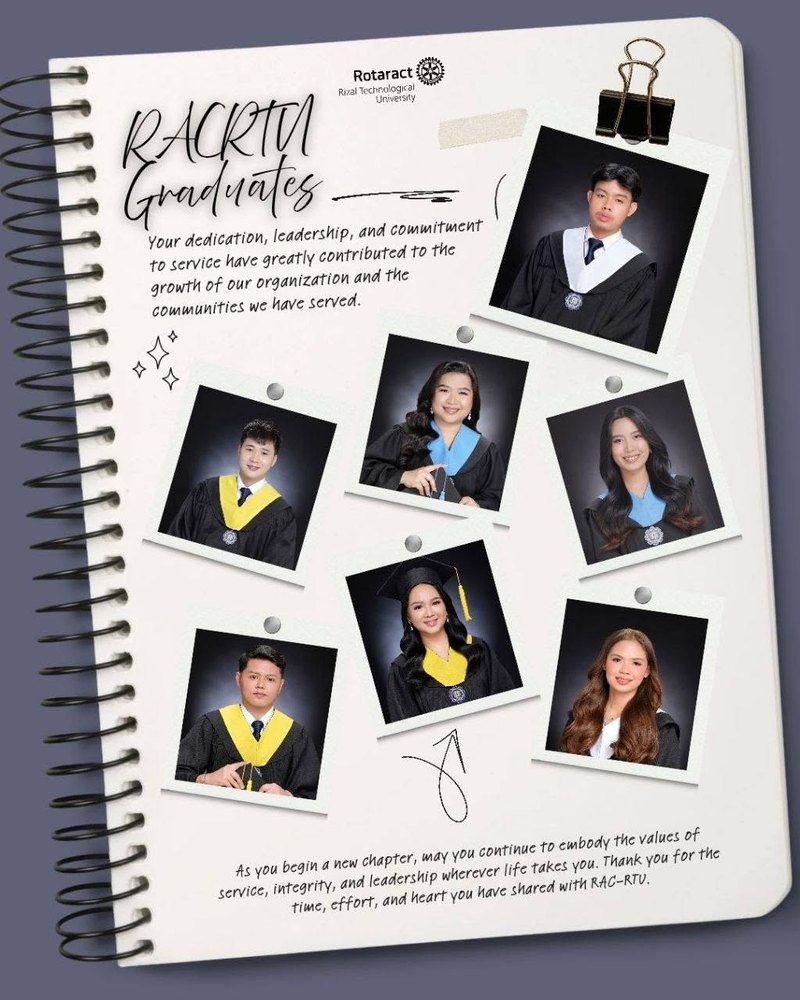 Rotaract
Rizal Technological
University
RACRTU
Graduates
Your dedication, leadership, and commitment
to service have greatly contributed to the
growth of our organization and the
communities we have served.
As you begin a new chapter, may you continue to embody the values of
service, integrity, and leadership wherever life takes you. Thank you for the
time, effort, and heart you have shared with RAC-RTU.